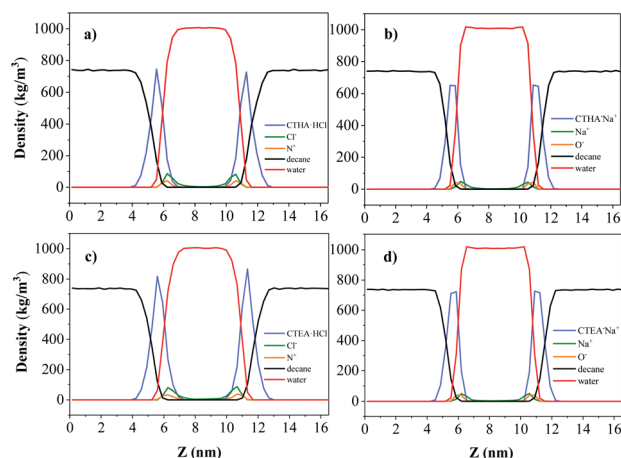 a)
Density (kg/m³)
1000
800
600
400
200
0
CTHA·HCl
Cl⁻
N⁺
decane
water
0 2 4 6 8 10 12 14 16
b)
1000
800
600
400
200
0
CTHA⁻Na⁺
Na⁺
O⁻
decane
water
0 2 4 6 8 10 12 14 16
c)
Density (kg/m³)
1000
800
600
400
200
0
CTEA·HCl
Cl⁻
N⁺
decane
water
0 2 4 6 8 10 12 14 16
Z (nm)
d)
1000
800
600
400
200
0
CTEA⁻Na⁺
Na⁺
O⁻
decane
water
0 2 4 6 8 10 12 14 16
Z (nm)